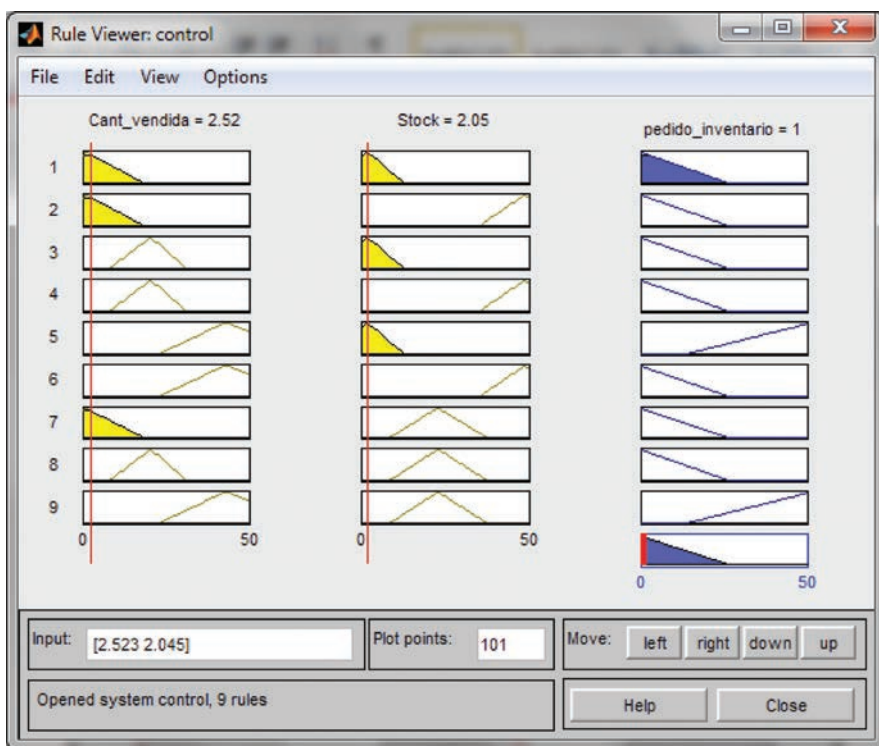 Rule Viewer: control
File Edit View Options
Cant_vendida = 2.52 Stock = 2.05 pedido_inventario = 1
1
2
3
4
5
6
7
8
9
0 50 0 50
0 50
Input: [2.523 2.045] Plot points: 101 Move: left right down up
Opened system control, 9 rules Help Close